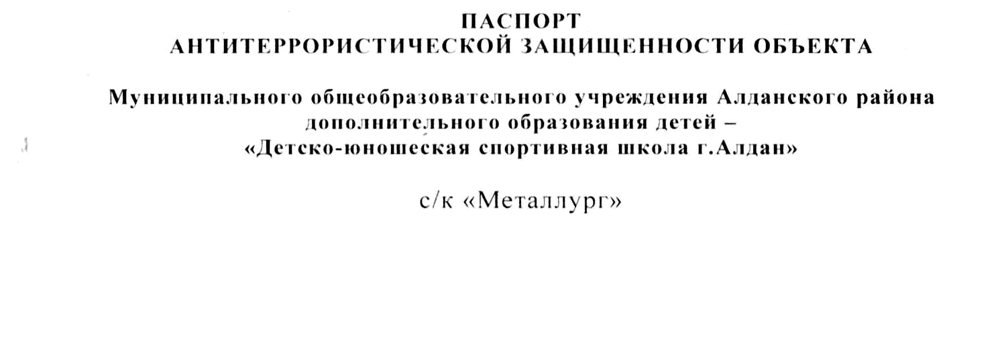 ПАСПОРТ
АНТИТЕРРОРИСТИЧЕСКОЙ ЗАЩИЩЕННОСТИ ОБЪЕКТА
Муниципального общеобразовательного учреждения Алданского района
дополнительного образования детей –
«Детско-юношеская спортивная школа г.Алдан»
с/к «Металлург»